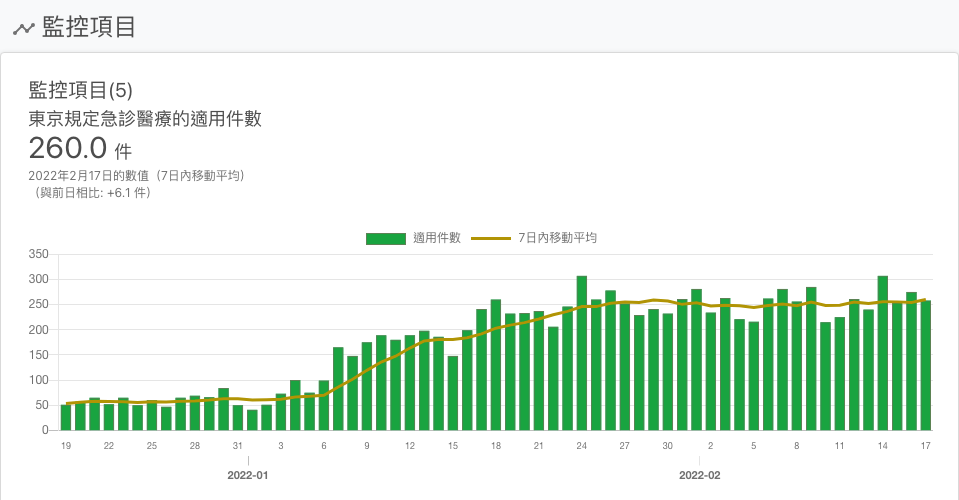 監控項目
監控項目(5)
東京規定急診醫療的適用件數
260.0 件
2022年2月17日的數值（7日內移動平均）
（與前日相比: +6.1 件）
適用件數 7日內移動平均
350
300
250
200
150
100
50
0
19 22 25 28 31 3 6 9 12 15 18 21 24 27 30 2 5 8 11 14 17
2022-01 2022-02